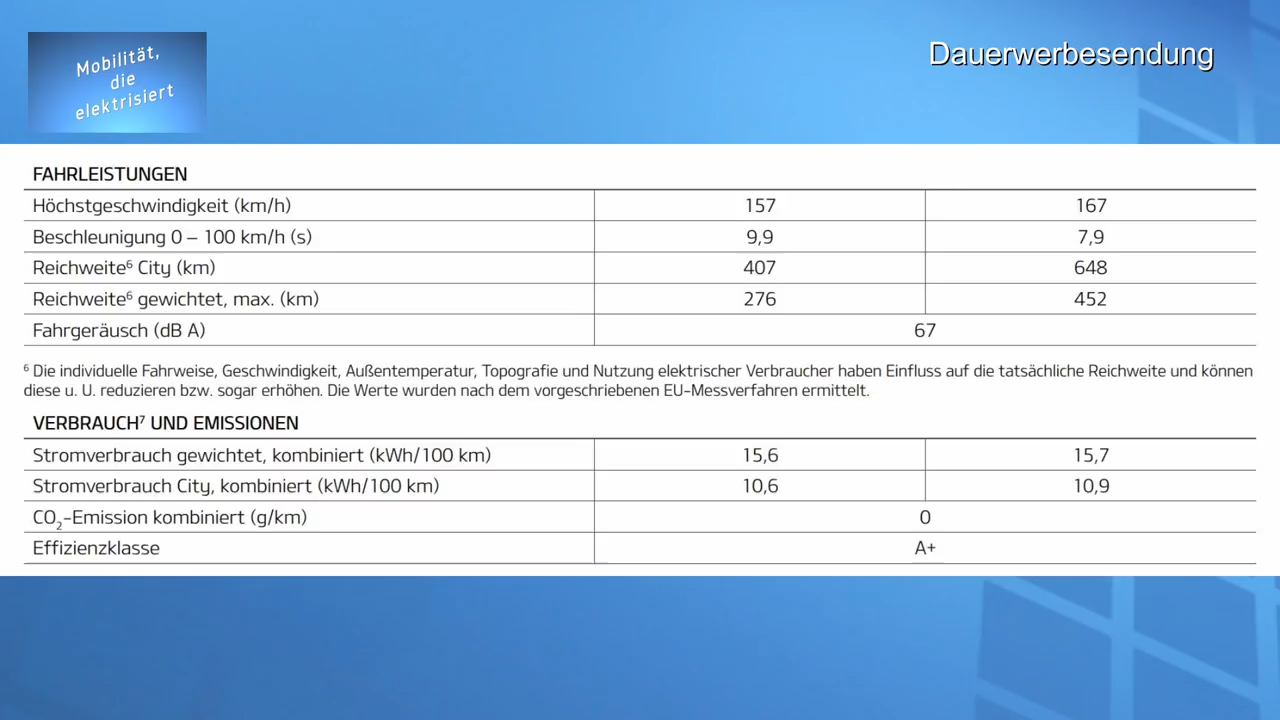 Mobilität,
die
elektrisiert
Dauerwerbesendung
FAHRLEISTUNGEN
Höchstgeschwindigkeit (km/h) 157 167
Beschleunigung 0 – 100 km/h (s) 9,9 7,9
Reichweite⁶ City (km) 407 648
Reichweite⁶ gewichtet, max. (km) 276 452
Fahrgeräusch (dB A) 67
⁶ Die individuelle Fahrweise, Geschwindigkeit, Außentemperatur, Topografie und Nutzung elektrischer Verbraucher haben Einfluss auf die tatsächliche Reichweite und können
diese u. U. reduzieren bzw. sogar erhöhen. Die Werte wurden nach dem vorgeschriebenen EU-Messverfahren ermittelt.
VERBRAUCH⁷ UND EMISSIONEN
Stromverbrauch gewichtet, kombiniert (kWh/100 km) 15,6 15,7
Stromverbrauch City, kombiniert (kWh/100 km) 10,6 10,9
CO₂-Emission kombiniert (g/km) 0
Effizienzklasse A+